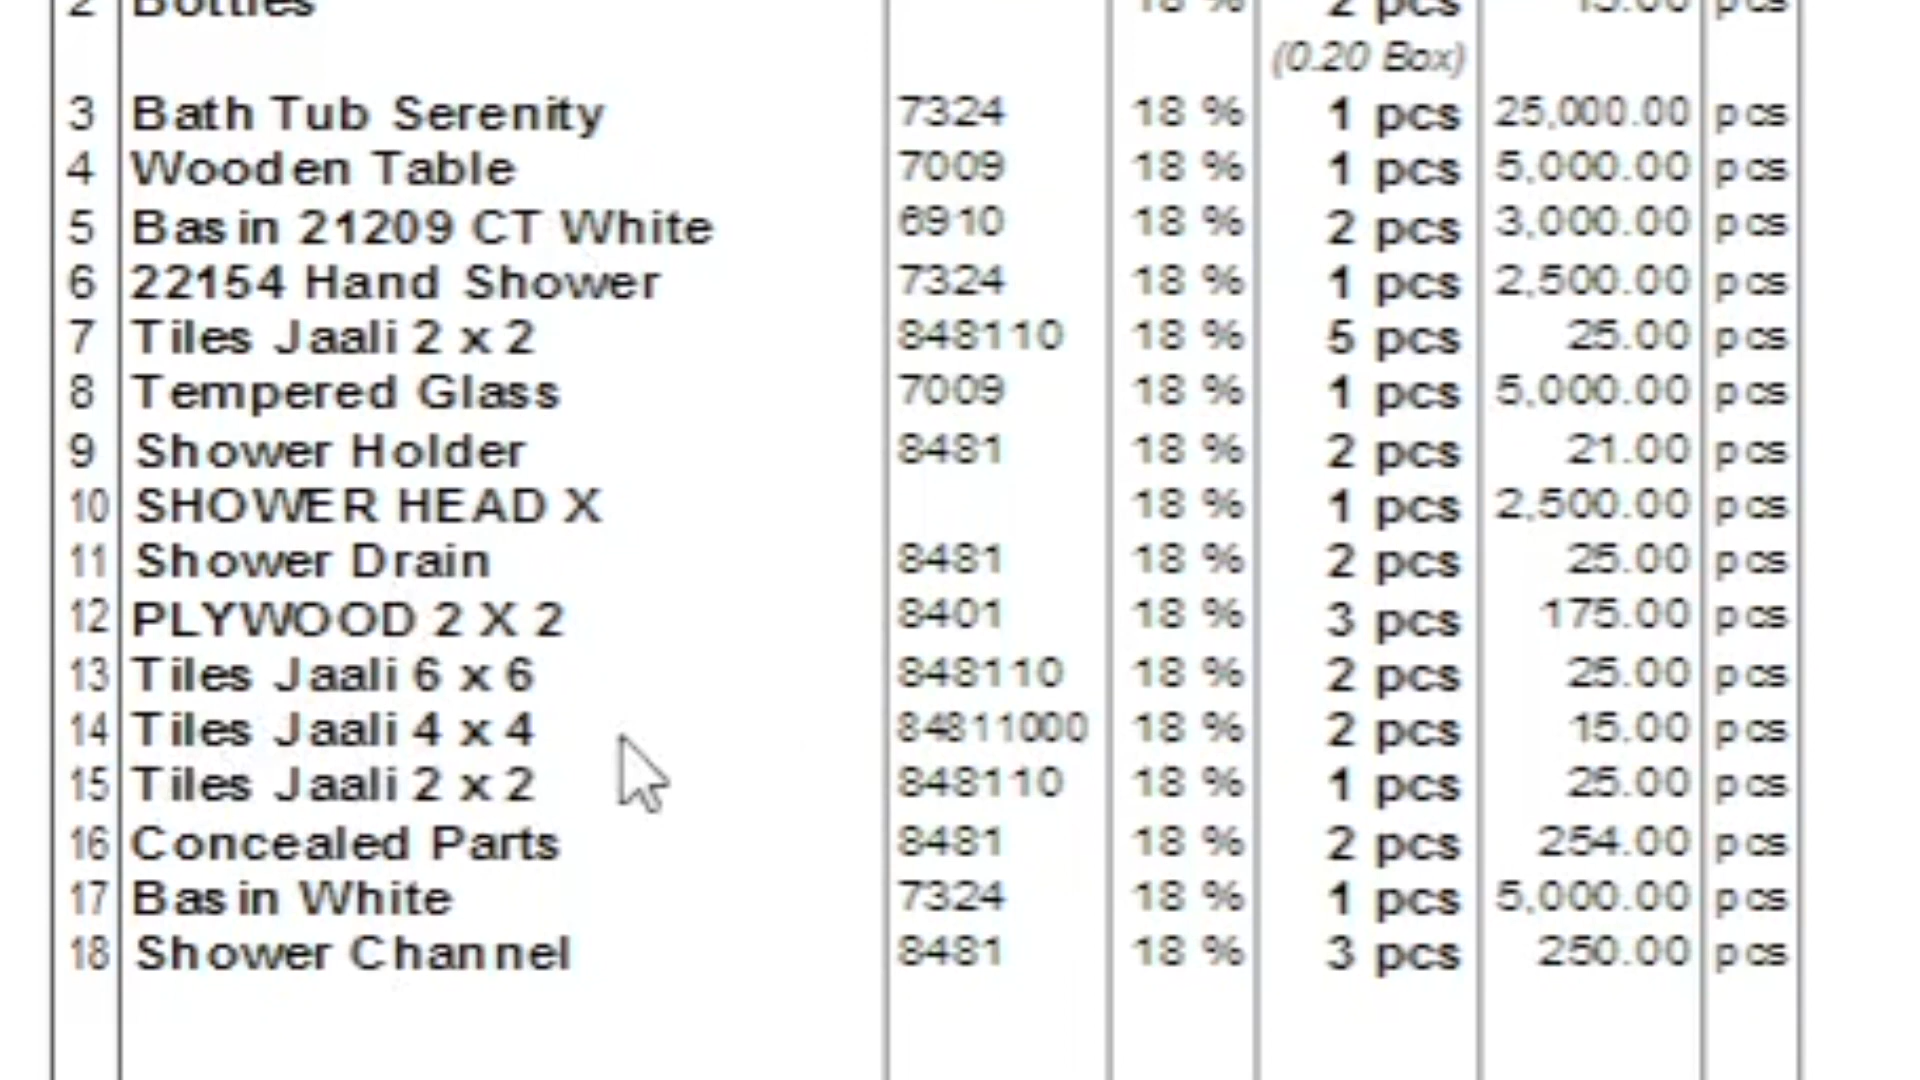 2 Bottles 18 % 2 pcs 15.00 pcs
(0.20 Box)
3 Bath Tub Serenity 7324 18 % 1 pcs 25,000.00 pcs
4 Wooden Table 7009 18 % 1 pcs 5,000.00 pcs
5 Basin 21209 CT White 6910 18 % 2 pcs 3,000.00 pcs
6 22154 Hand Shower 7324 18 % 1 pcs 2,500.00 pcs
7 Tiles Jaali 2 x 2 848110 18 % 5 pcs 25.00 pcs
8 Tempered Glass 7009 18 % 1 pcs 5,000.00 pcs
9 Shower Holder 8481 18 % 2 pcs 21.00 pcs
10 SHOWER HEAD X 18 % 1 pcs 2,500.00 pcs
11 Shower Drain 8481 18 % 2 pcs 25.00 pcs
12 PLYWOOD 2 X 2 8401 18 % 3 pcs 175.00 pcs
13 Tiles Jaali 6 x 6 848110 18 % 2 pcs 25.00 pcs
14 Tiles Jaali 4 x 4 84811000 18 % 2 pcs 15.00 pcs
15 Tiles Jaali 2 x 2 848110 18 % 1 pcs 25.00 pcs
16 Concealed Parts 8481 18 % 2 pcs 254.00 pcs
17 Basin White 7324 18 % 1 pcs 5,000.00 pcs
18 Shower Channel 8481 18 % 3 pcs 250.00 pcs